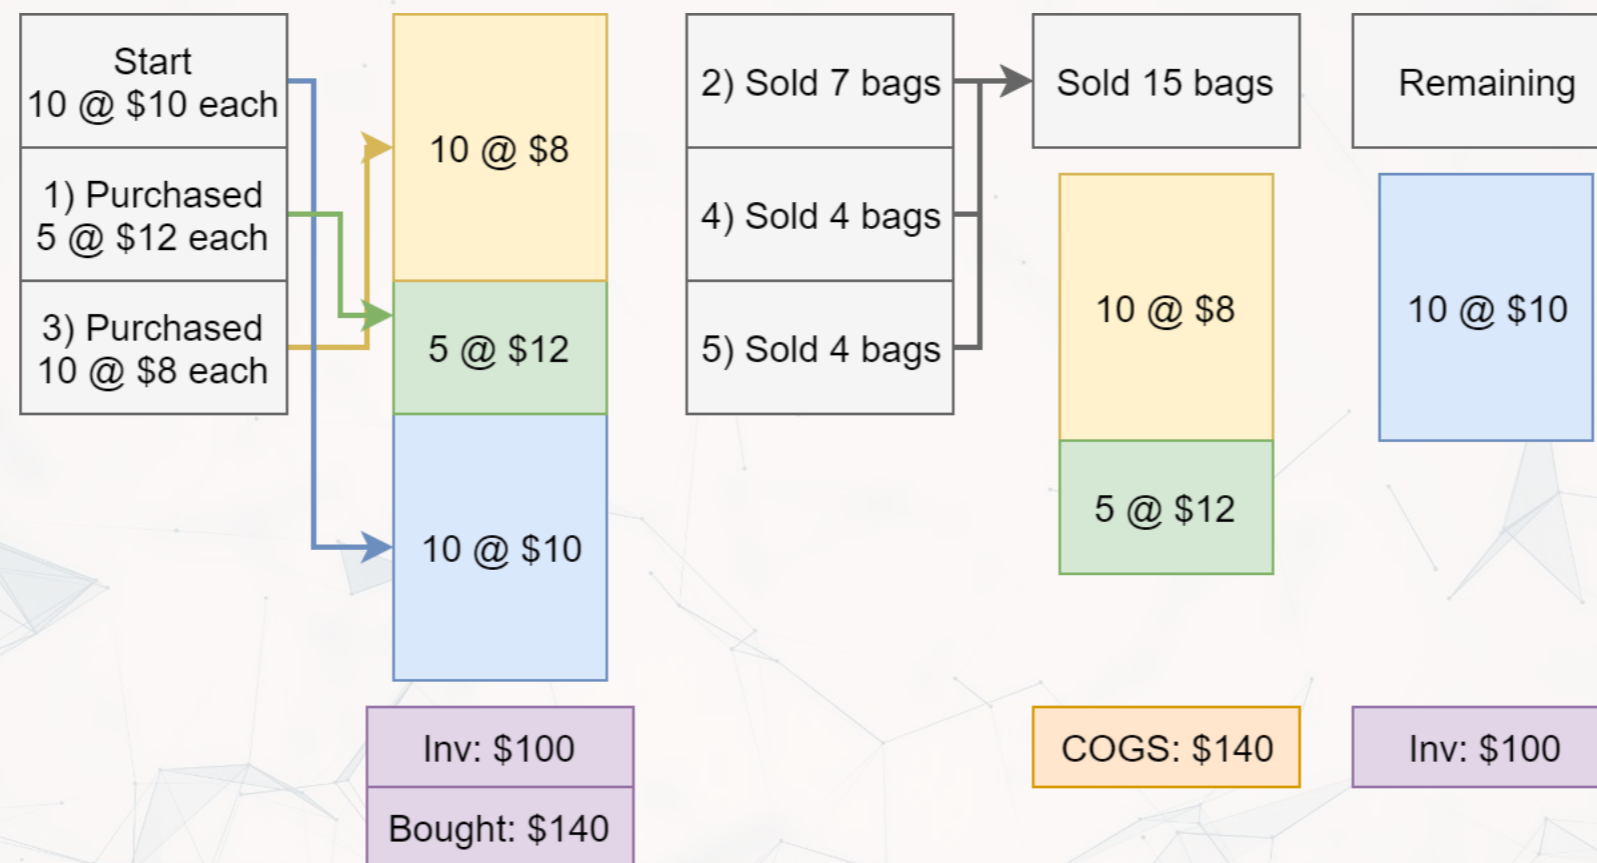 Start
10 @ $10 each
1) Purchased
5 @ $12 each
3) Purchased
10 @ $8 each
10 @ $8
5 @ $12
10 @ $10
Inv: $100
Bought: $140
2) Sold 7 bags
4) Sold 4 bags
5) Sold 4 bags
Sold 15 bags
10 @ $8
5 @ $12
COGS: $140
Remaining
10 @ $10
Inv: $100